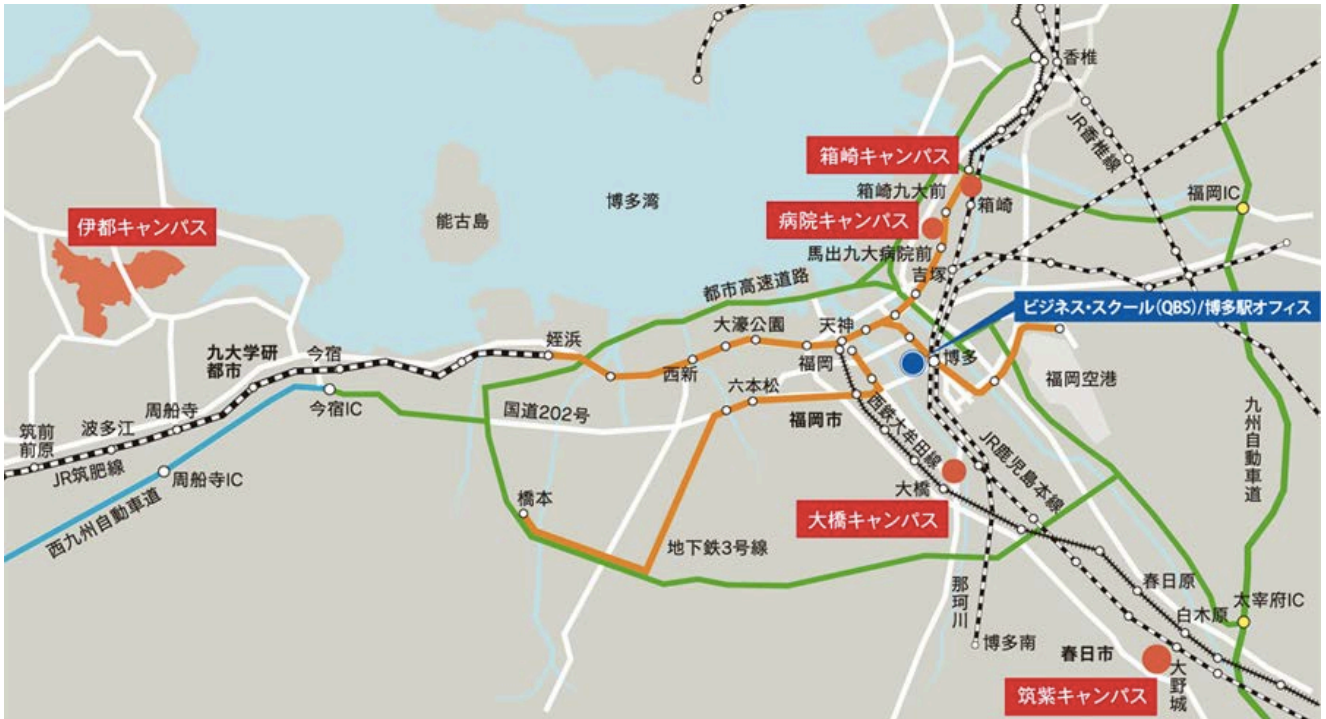 香椎
JR香椎線
箱崎キャンパス
箱崎九大前
箱崎
福岡IC
病院キャンパス
馬出九大病院前
吉塚
伊都キャンパス
能古島
博多湾
都市高速道路
ビジネス・スクール(QBS)/博多駅オフィス
大濠公園
天神
姪浜
西新
福岡
博多
福岡空港
九大学研
都市
今宿
今宿IC
六本松
国道202号
福岡市
西鉄大牟田線
JR鹿児島本線
九州自動車道
周船寺
波多江
筑前
前原
JR筑肥線
周船寺IC
西九州自動車道
大橋
大橋キャンパス
橋本
地下鉄3号線
那珂川
博多南
春日原
白木原
太宰府IC
春日市
大野城
筑紫キャンパス